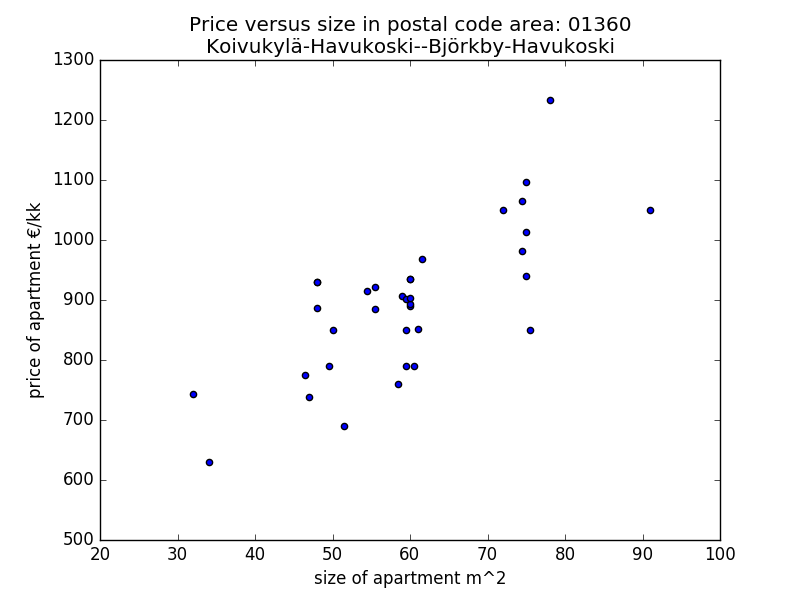 Price versus size in postal code area: 01360
Koivukylä-Havukoski--Björkby-Havukoski
1300
1200
1100
1000
900
800
700
600
500
price of apartment €/kk
20 30 40 50 60 70 80 90 100
size of apartment m^2